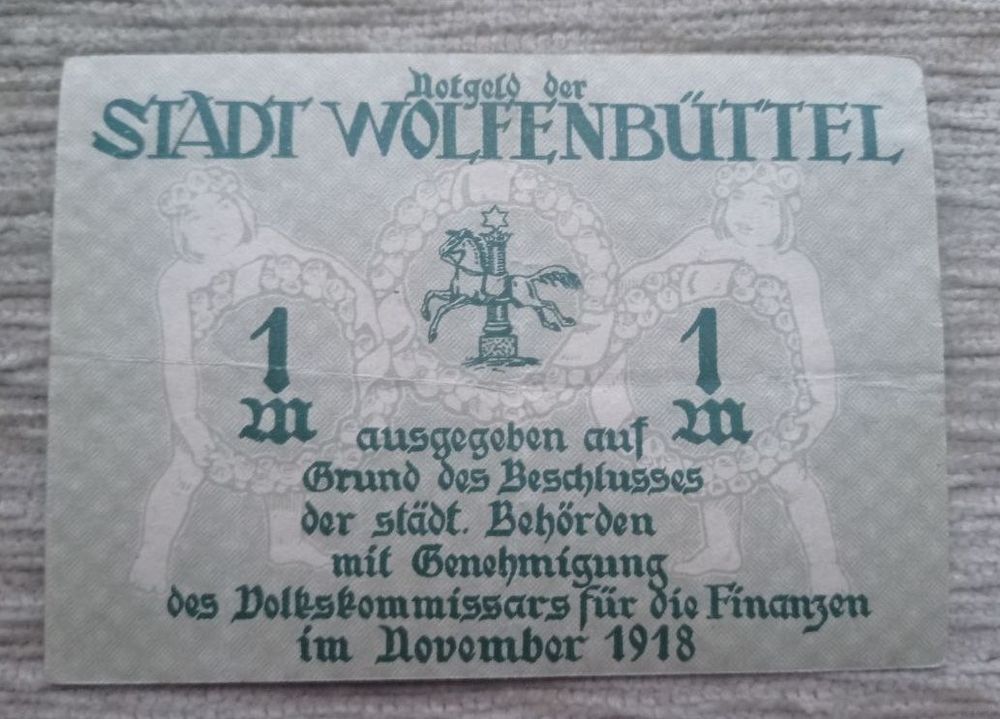 Notgeld der
STADT WOLFENBÜTTEL
1 1
M M
ausgegeben auf
Grund des Beschlusses
der städt. Behörden
mit Genehmigung
des Volkskommissars für die Finanzen
im November 1918